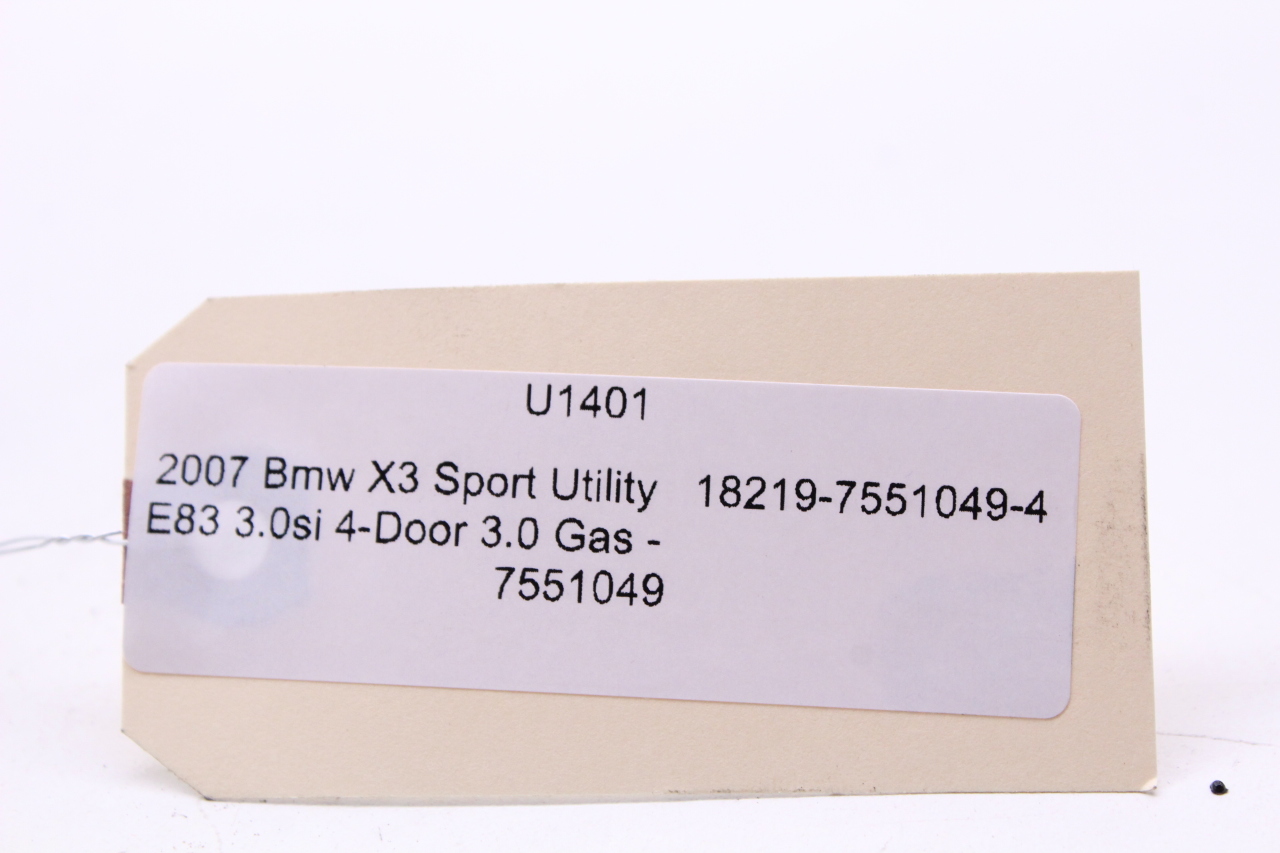 U1401
2007 Bmw X3 Sport Utility 18219-7551049-4
E83 3.0si 4-Door 3.0 Gas -
7551049